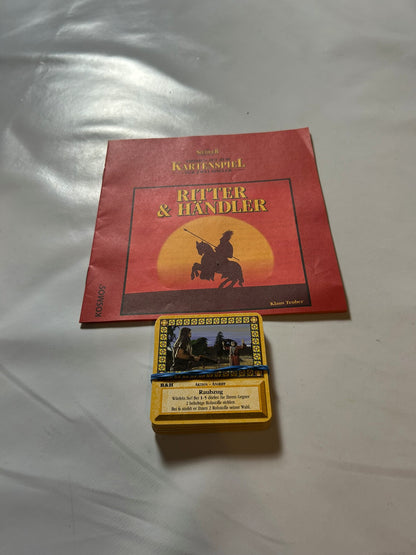 SIEDLER
KARTENSPIEL
RITTER
& HÄNDLER
KOSMOS
Klaus Teuber
R&H
AKTION - ANGRIFF
Raubzug
Würfeln Sie! Bei 1-5 dürfen Sie Ihrem Gegner
2 beliebige Rohstoffe stehlen.
Bei 6 stiehlt er Ihnen 2 Rohstoffe seiner Wahl.